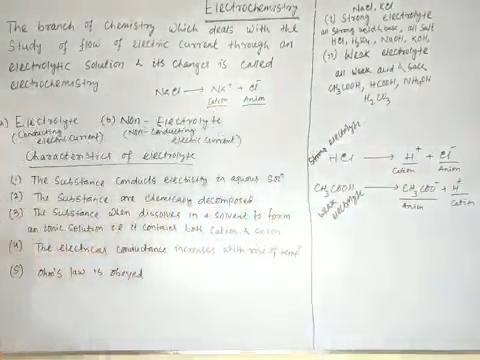 Electrochemistry
The branch of Chemistry which deals with the
study of flow of electric current through an
electrolytic solution & its changes is called
electrochemistry
NaCl → Na⁺ + Cl⁻
Cation Anion
(a) Electrolyte (b) Non-Electrolyte
(Conducting electric current) (Non-Conducting electric current)
Characteristics of electrolyte
(1) The Substance conducts electricity in aqueous Solⁿ
(2) The Substance are chemically decomposed
(3) The Substance when dissolves in a solvent to form
an ionic solution i.e it contains both Cation & anion
(4) The electrical conductance increases with rise of tempʳ
(5) Ohm's law is obeyed
NaCl, KCl
(i) Strong electrolyte
all strong acid & base, all salt
HCl, H₂SO₄, NaOH, KOH,
(ii) Weak electrolyte
all weak acid & base
CH₃COOH, HCOOH, NH₄OH
H₂CO₃
Strong electrolyte
HCl → H⁺ + Cl⁻
Cation Anion
CH₃COOH → CH₃COO⁻ + H⁺
Anion Cation
weak electrolyte